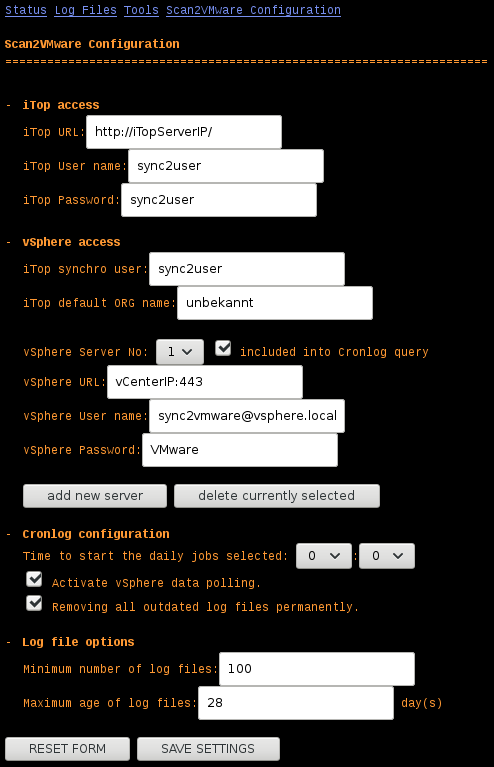 Status Log Files Tools Scan2VMware Configuration
Scan2VMware Configuration
=====================================================================
- iTop access
iTop URL: http://iTopServerIP/
iTop User name: sync2user
iTop Password: sync2user
- vSphere access
iTop synchro user: sync2user
iTop default ORG name: unbekannt
vSphere Server No: 1 included into Cronlog query
vSphere URL: vCenterIP:443
vSphere User name: sync2vmware@vsphere.local
vSphere Password: VMware
add new server delete currently selected
- Cronlog configuration
Time to start the daily jobs selected: 0 : 0
Activate vSphere data polling.
Removing all outdated log files permanently.
- Log file options
Minimum number of log files: 100
Maximum age of log files: 28 day(s)
RESET FORM SAVE SETTINGS